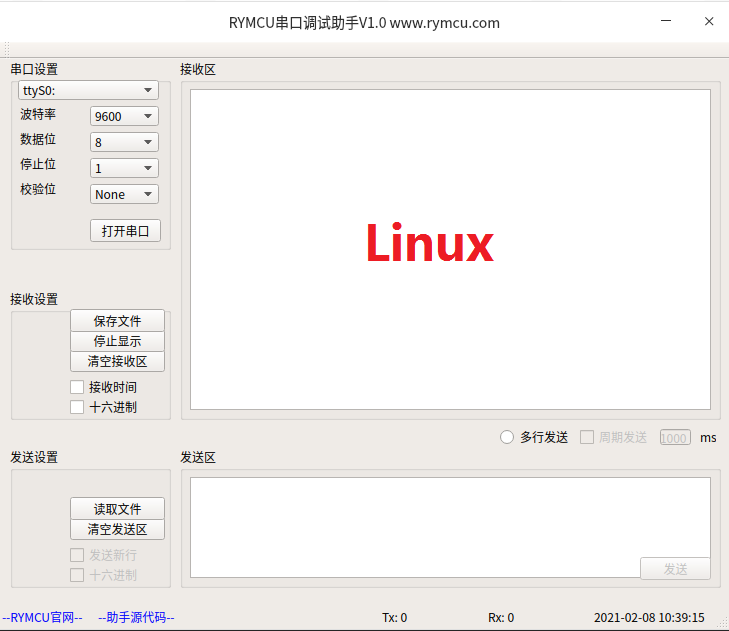 RYMCU串口调试助手V1.0 www.rymcu.com
串口设置
ttyS0:
波特率 9600
数据位 8
停止位 1
校验位 None
打开串口
接收区
Linux
接收设置
保存文件
停止显示
清空接收区
接收时间
十六进制
多行发送 周期发送 1000 ms
发送设置
读取文件
清空发送区
发送新行
十六进制
发送区
发送
--RYMCU官网-- --助手源代码-- Tx: 0 Rx: 0 2021-02-08 10:39:15